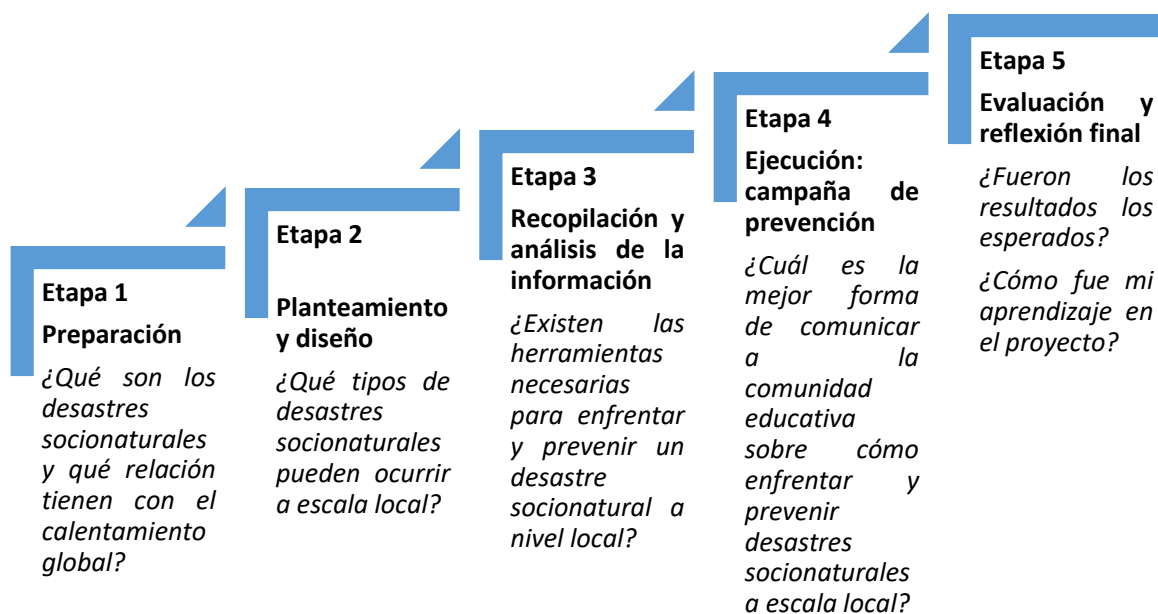 Etapa 1
Preparación
¿Qué son los
desastres
socionaturales
y qué relación
tienen con el
calentamiento
global?
Etapa 2
Planteamiento
y diseño
¿Qué tipos de
desastres
socionaturales
pueden ocurrir
a escala local?
Etapa 3
Recopilación y
análisis de la
información
¿Existen las
herramientas
necesarias
para enfrentar
y prevenir un
desastre
socionatural a
nivel local?
Etapa 4
Ejecución:
campaña de
prevención
¿Cuál es la
mejor forma
de comunicar
a la
comunidad
educativa
sobre cómo
enfrentar y
prevenir
desastres
socionaturales
a escala local?
Etapa 5
Evaluación y
reflexión final
¿Fueron los
resultados los
esperados?
¿Cómo fue mi
aprendizaje en
el proyecto?